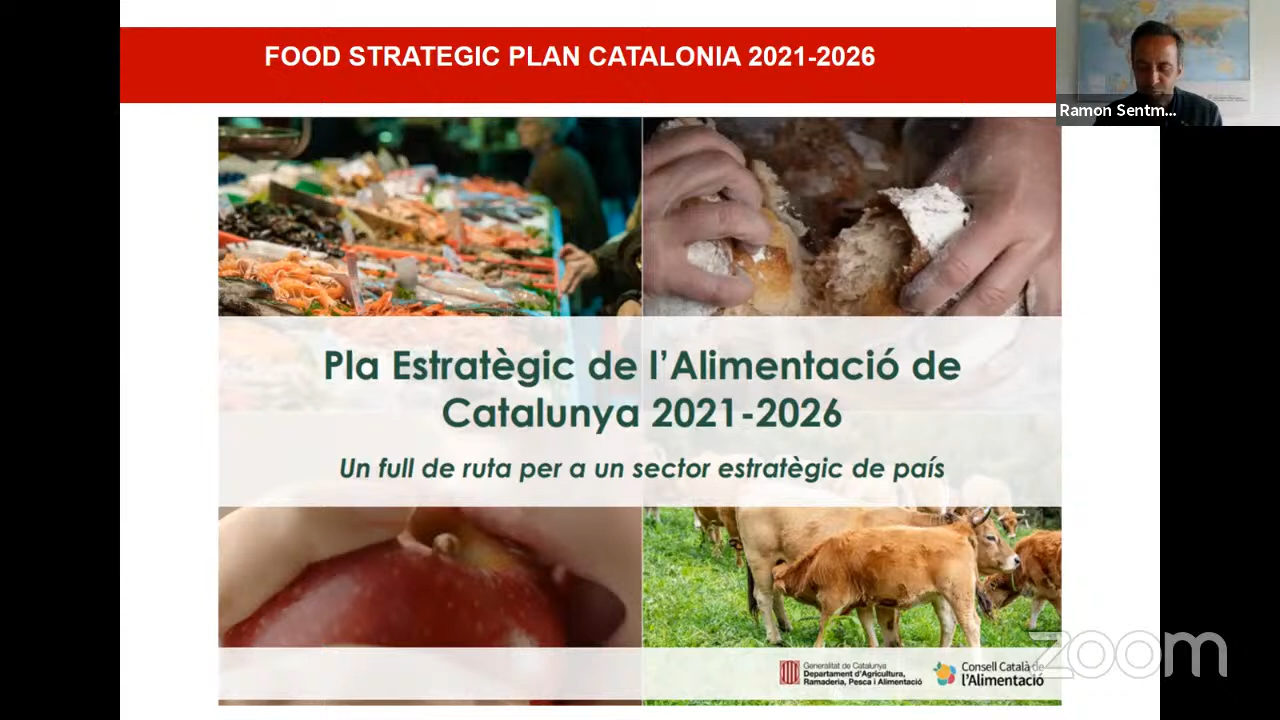 FOOD STRATEGIC PLAN CATALONIA 2021-2026
Ramon Sentm...
Pla Estratègic de l'Alimentació de
Catalunya 2021-2026
Un full de ruta per a un sector estratègic de país
Generalitat de Catalunya
Departament d'Agricultura,
Ramaderia, Pesca i Alimentació
Consell Català de
l'Alimentació
zoom